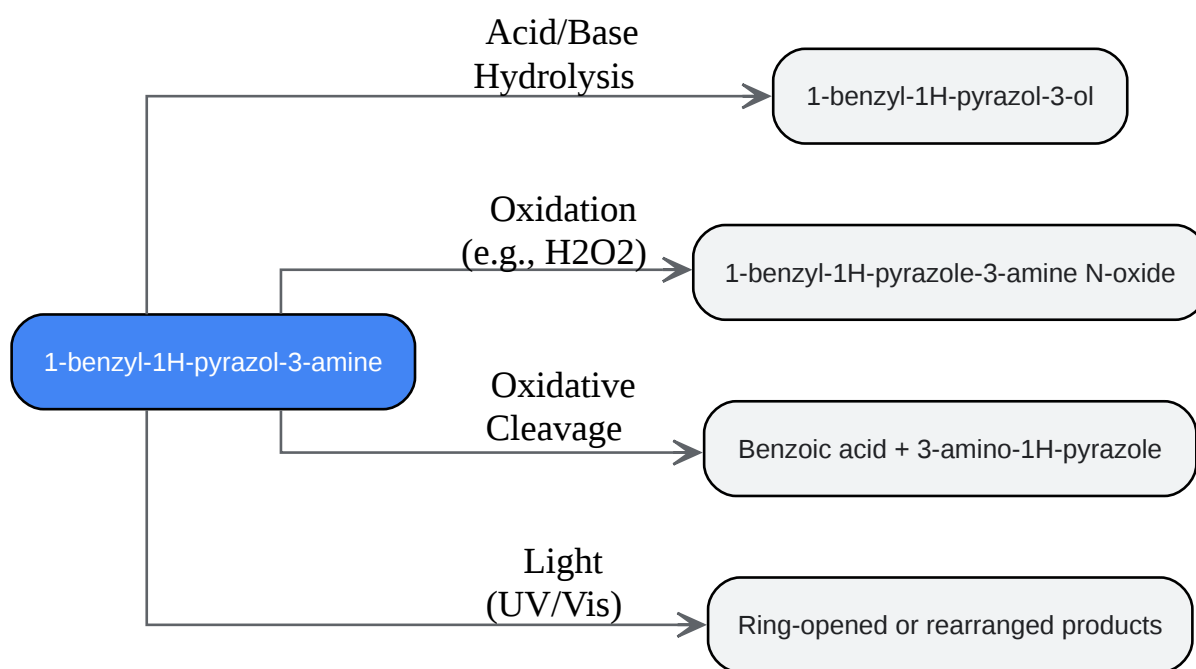 Acid/Base
Hydrolysis
1-benzyl-1H-pyrazol-3-ol
Oxidation
(e.g., H2O2)
1-benzyl-1H-pyrazole-3-amine N-oxide
1-benzyl-1H-pyrazol-3-amine
Oxidative
Cleavage
Benzoic acid + 3-amino-1H-pyrazole
Light
(UV/Vis)
Ring-opened or rearranged products